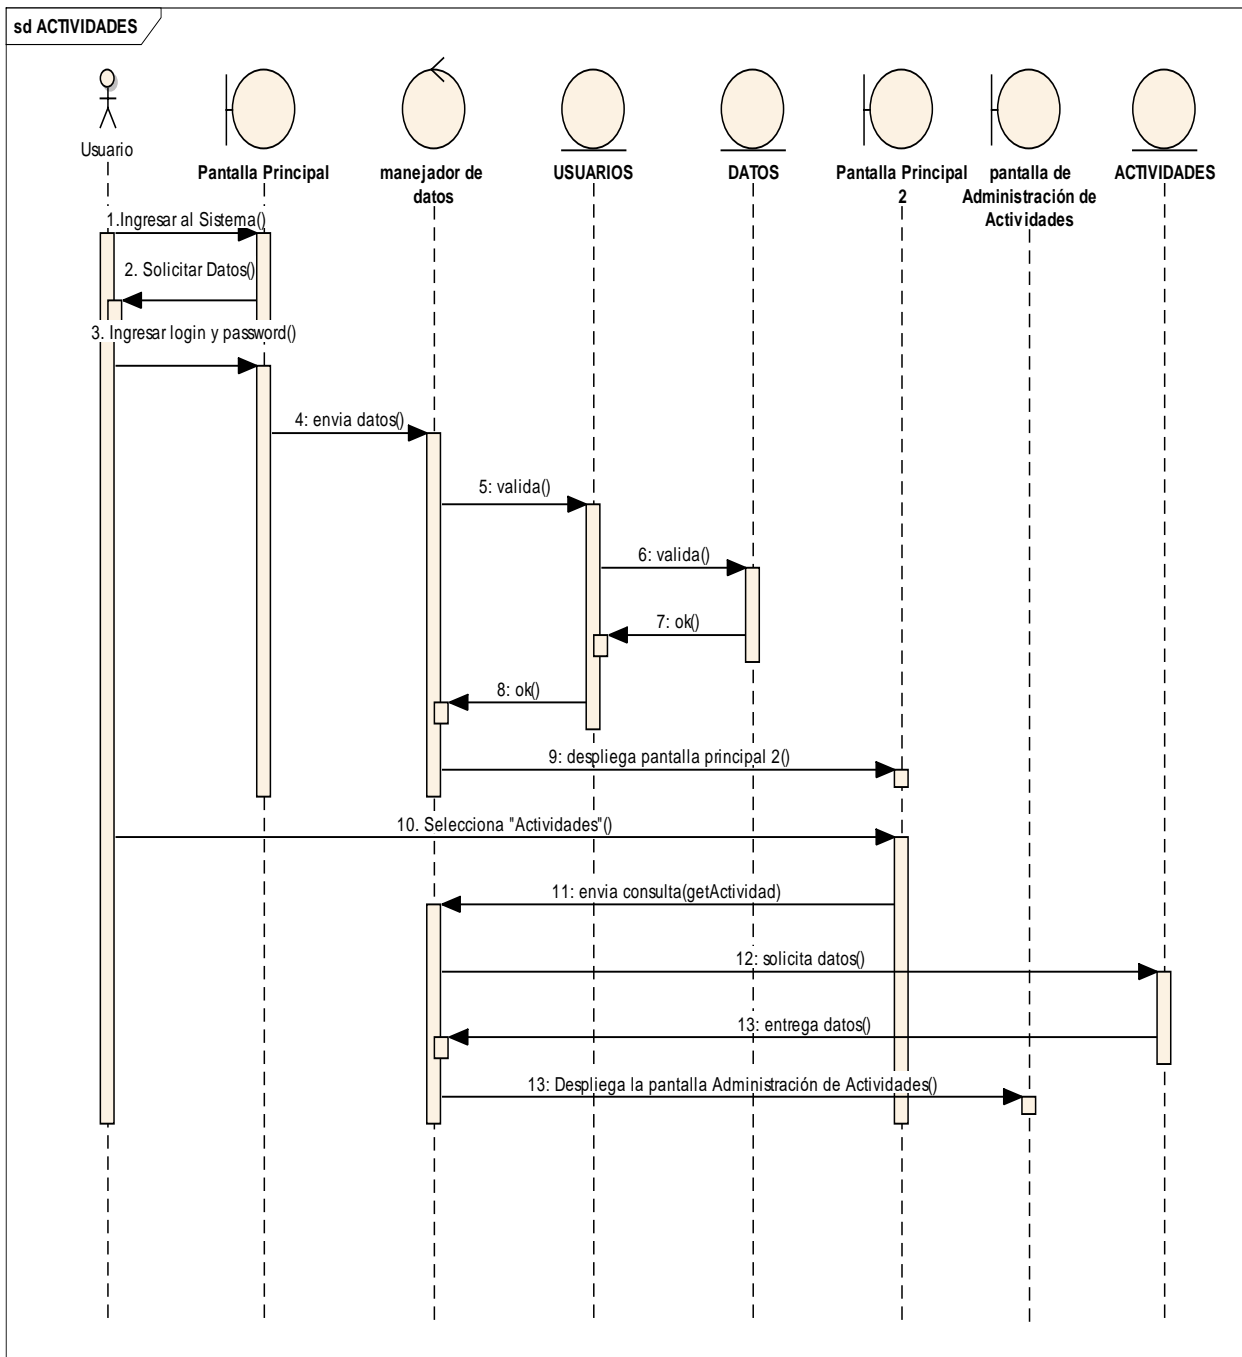 sd ACTIVIDADES
Usuario
Pantalla Principal
manejador de
datos
USUARIOS
DATOS
Pantalla Principal
2
pantalla de
Administración de
Actividades
ACTIVIDADES
1.Ingresar al Sistema()
2. Solicitar Datos()
3. Ingresar login y password()
4: envia datos()
5: valida()
6: valida()
7: ok()
8: ok()
9: despliega pantalla principal 2()
10. Selecciona "Actividades"()
11: envia consulta(getActividad)
12: solicita datos()
13: entrega datos()
13: Despliega la pantalla Administración de Actividades()